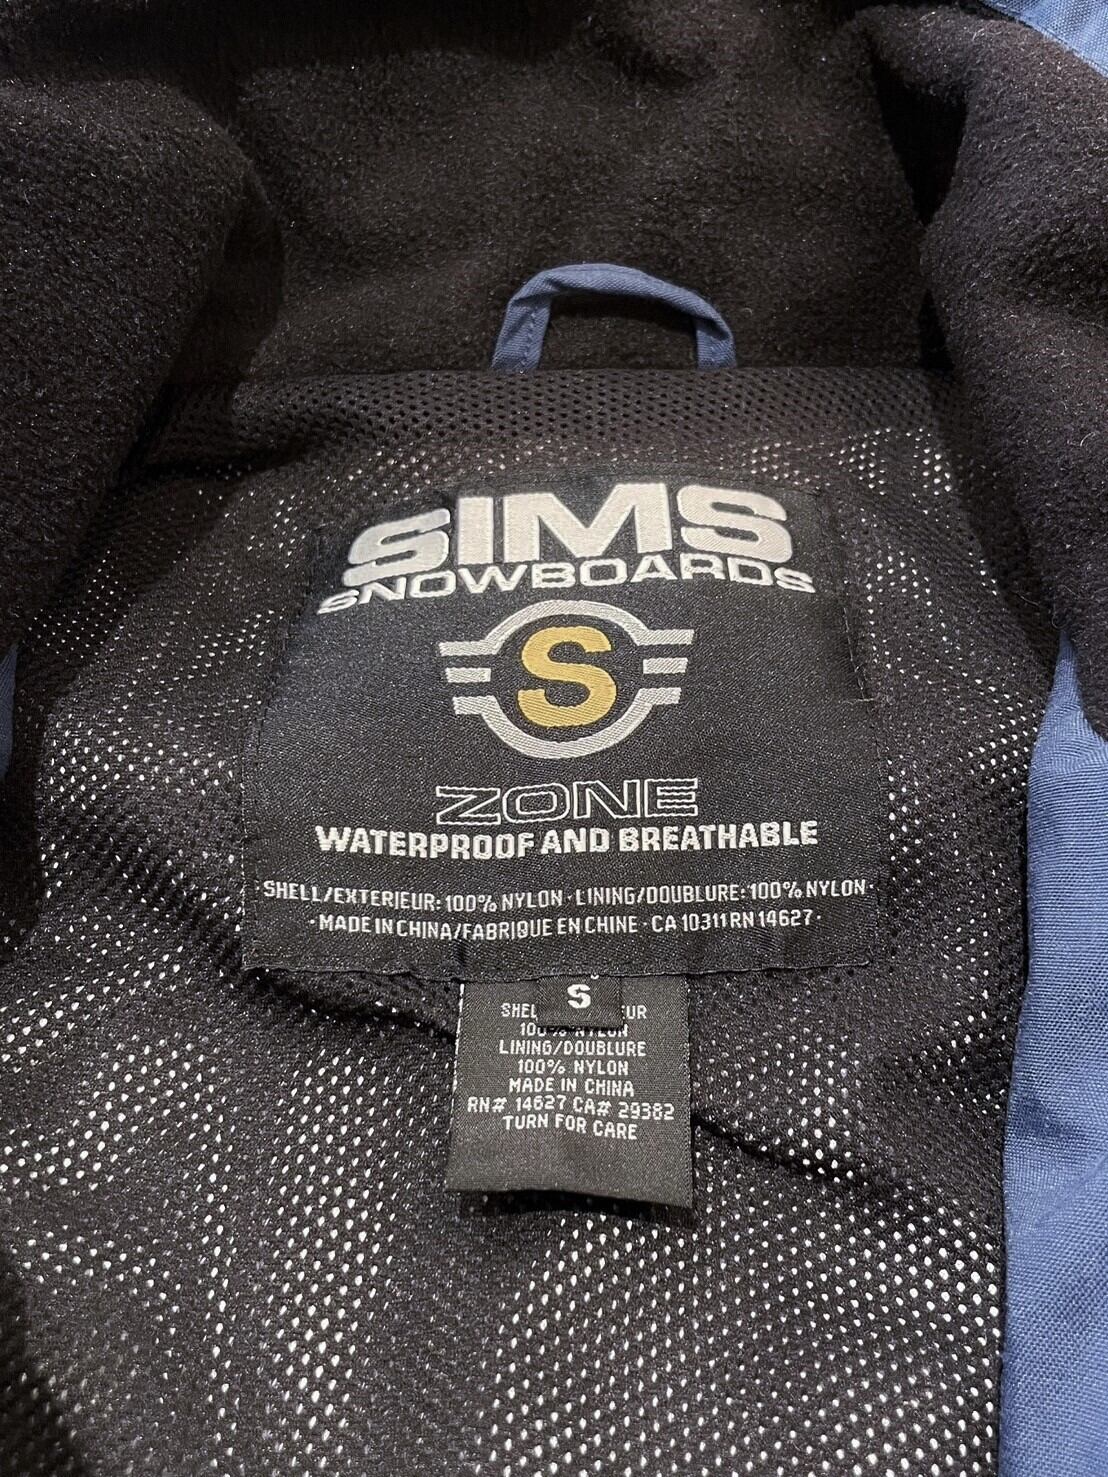 SIMS
SNOWBOARDS
S
ZONE
WATERPROOF AND BREATHABLE
SHELL/EXTERIEUR: 100% NYLON · LINING/DOUBLURE: 100% NYLON ·
· MADE IN CHINA/FABRIQUE EN CHINE · CA 10311 RN 14627 ·
S
100% NYLON
LINING/DOUBLURE
100% NYLON
MADE IN CHINA
RN# 14627 CA# 29382
TURN FOR CARE